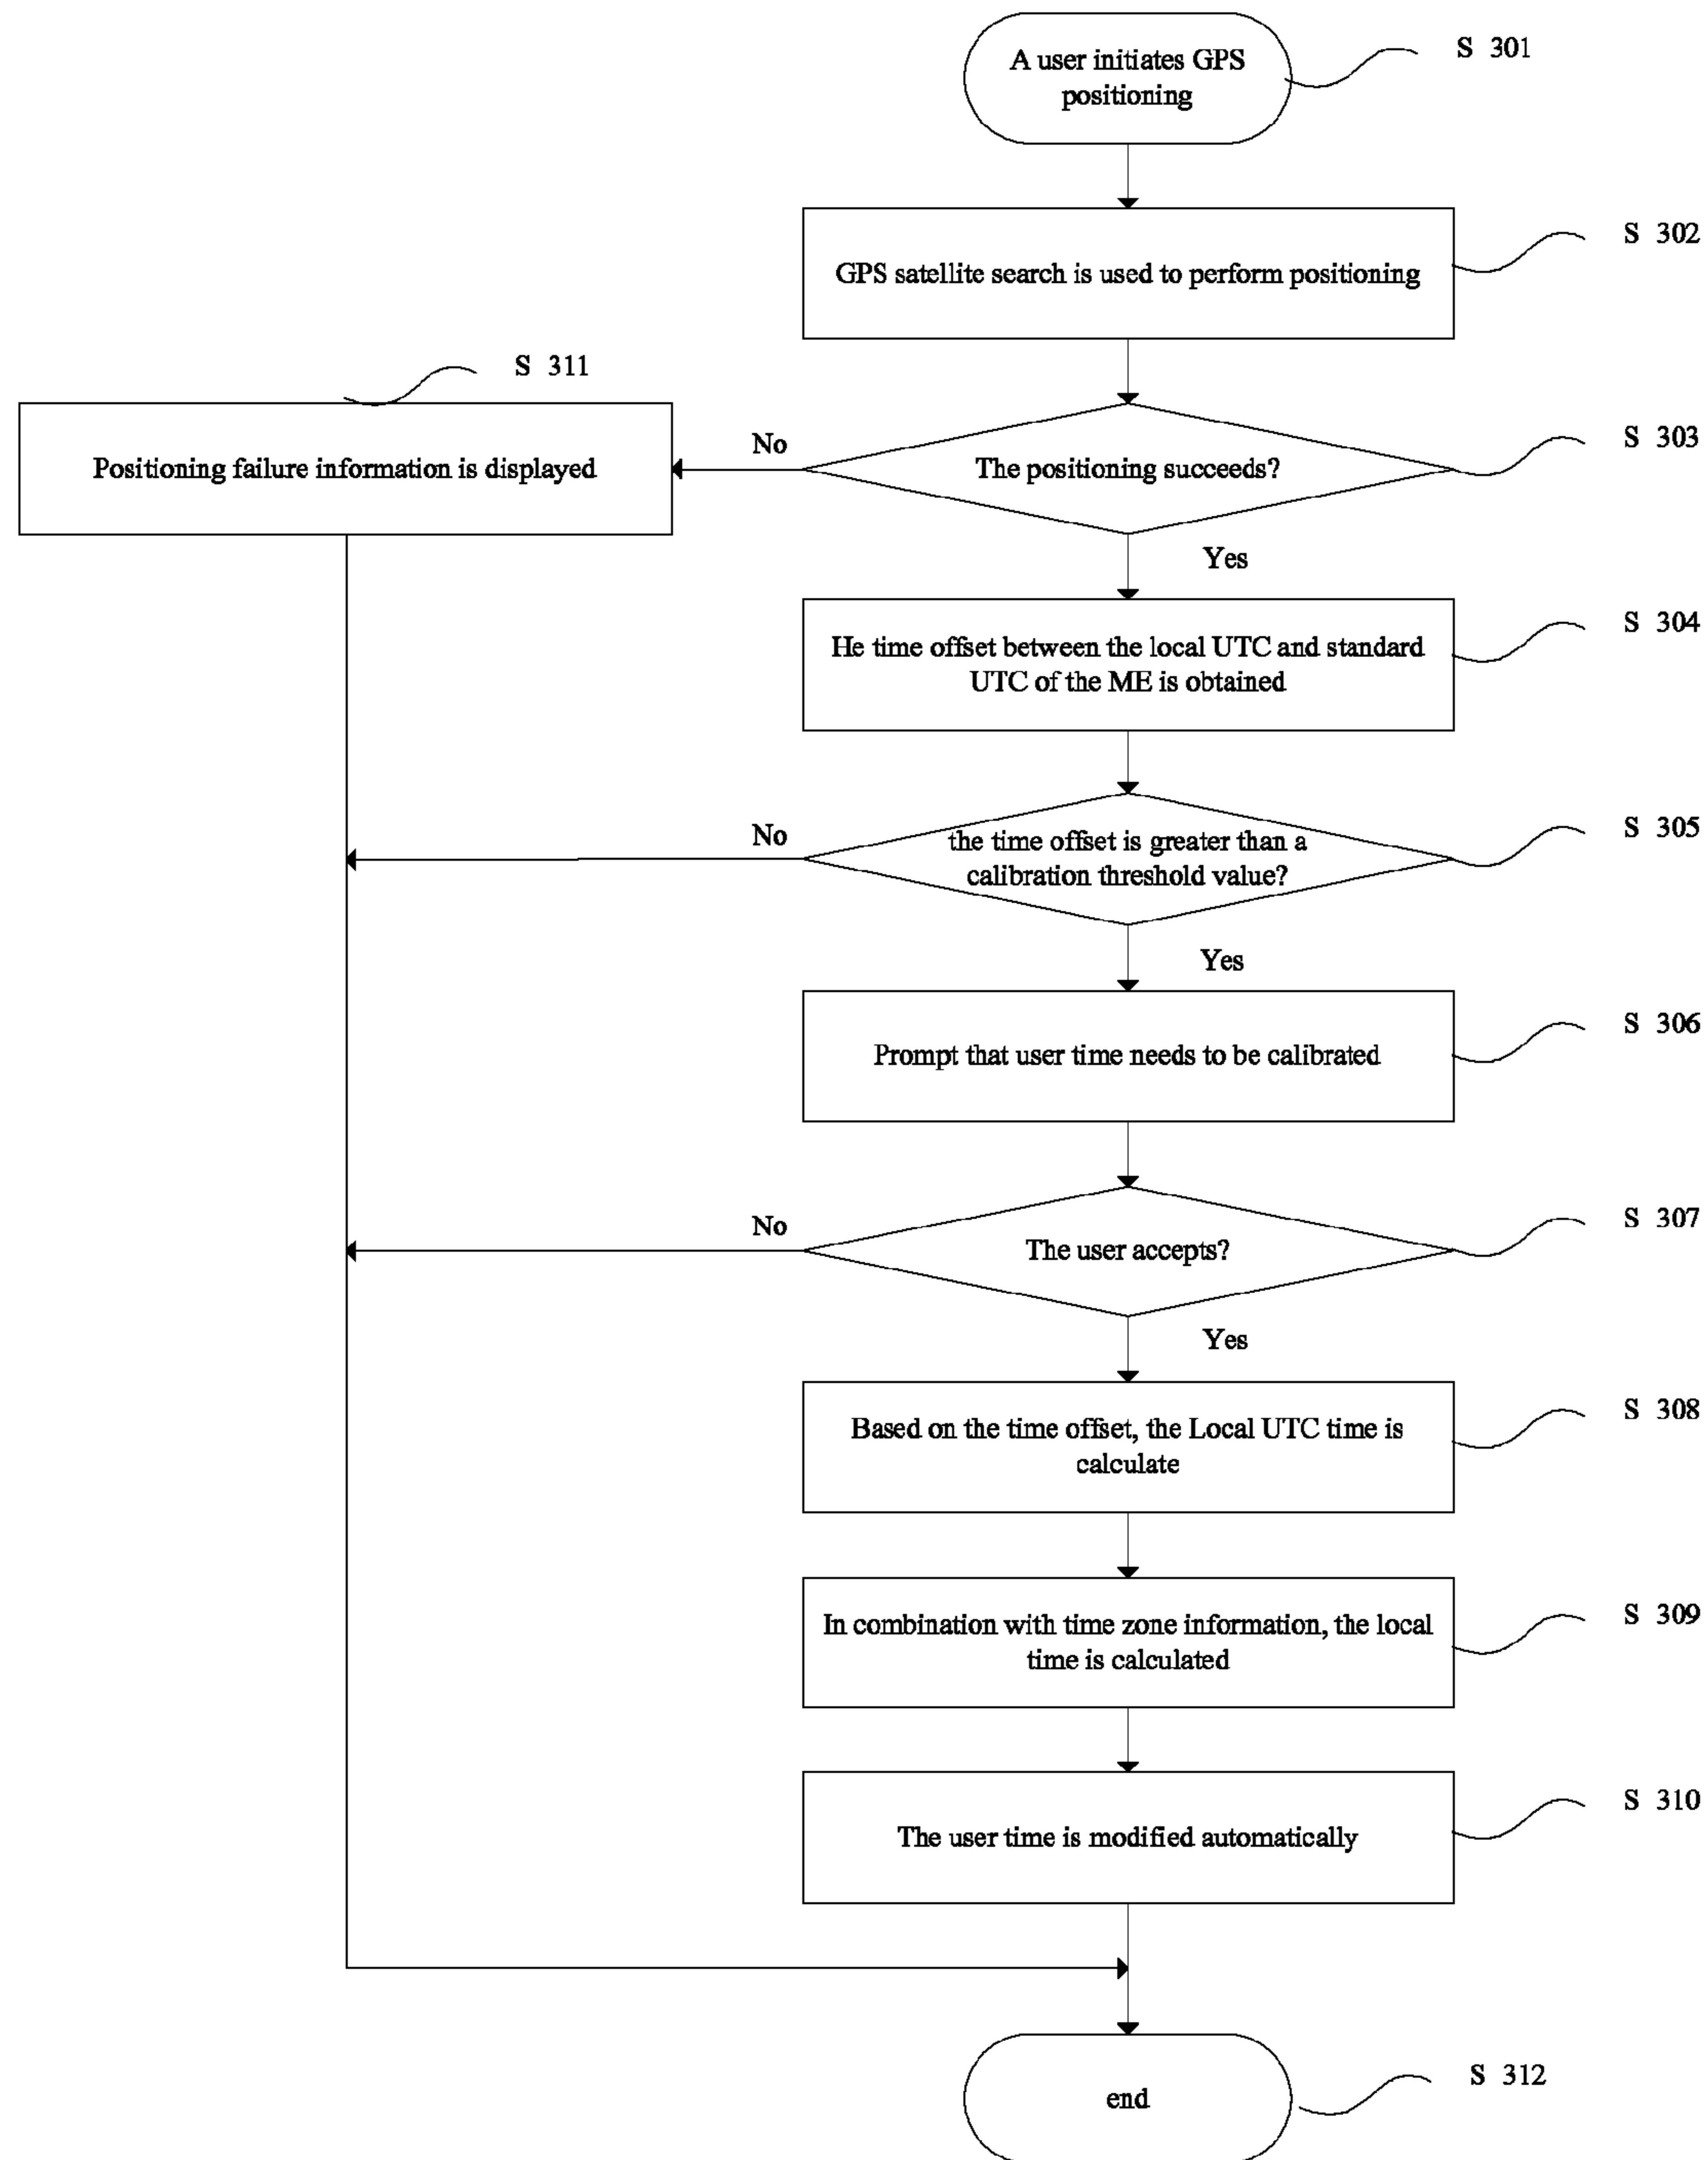 A user initiates GPS
positioning
S 301
GPS satellite search is used to perform positioning
S 302
S 311
Positioning failure information is displayed
No
The positioning succeeds?
S 303
Yes
He time offset between the local UTC and standard
UTC of the ME is obtained
S 304
No
the time offset is greater than a
calibration threshold value?
S 305
Yes
Prompt that user time needs to be calibrated
S 306
No
The user accepts?
S 307
Yes
Based on the time offset, the Local UTC time is
calculate
S 308
In combination with time zone information, the local
time is calculated
S 309
The user time is modified automatically
S 310
end
S 312